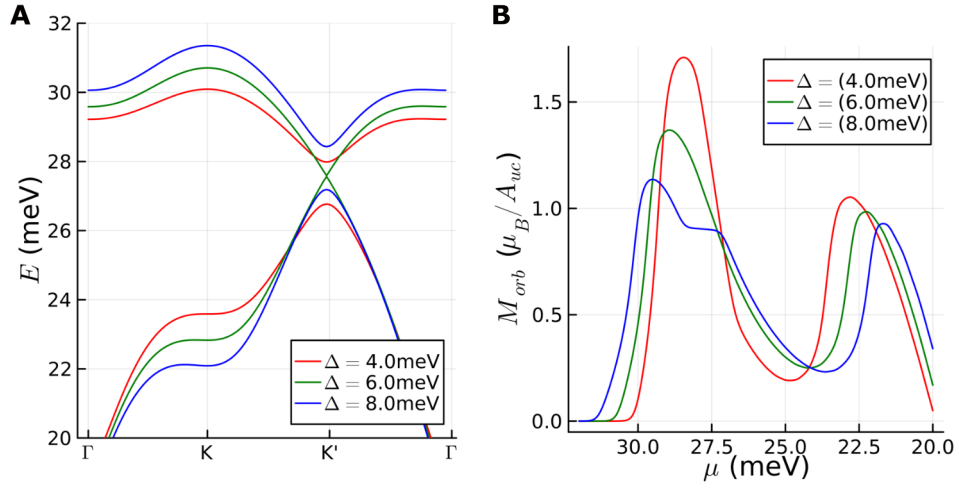 A
32
30
28
26
24
22
20
E (meV)
Γ
K
K'
Γ
Δ = 4.0meV
Δ = 6.0meV
Δ = 8.0meV
B
1.5
1.0
0.5
0.0
M_orb (μ_B/A_uc)
30.0
27.5
25.0
22.5
20.0
μ (meV)
Δ = (4.0meV)
Δ = (6.0meV)
Δ = (8.0meV)